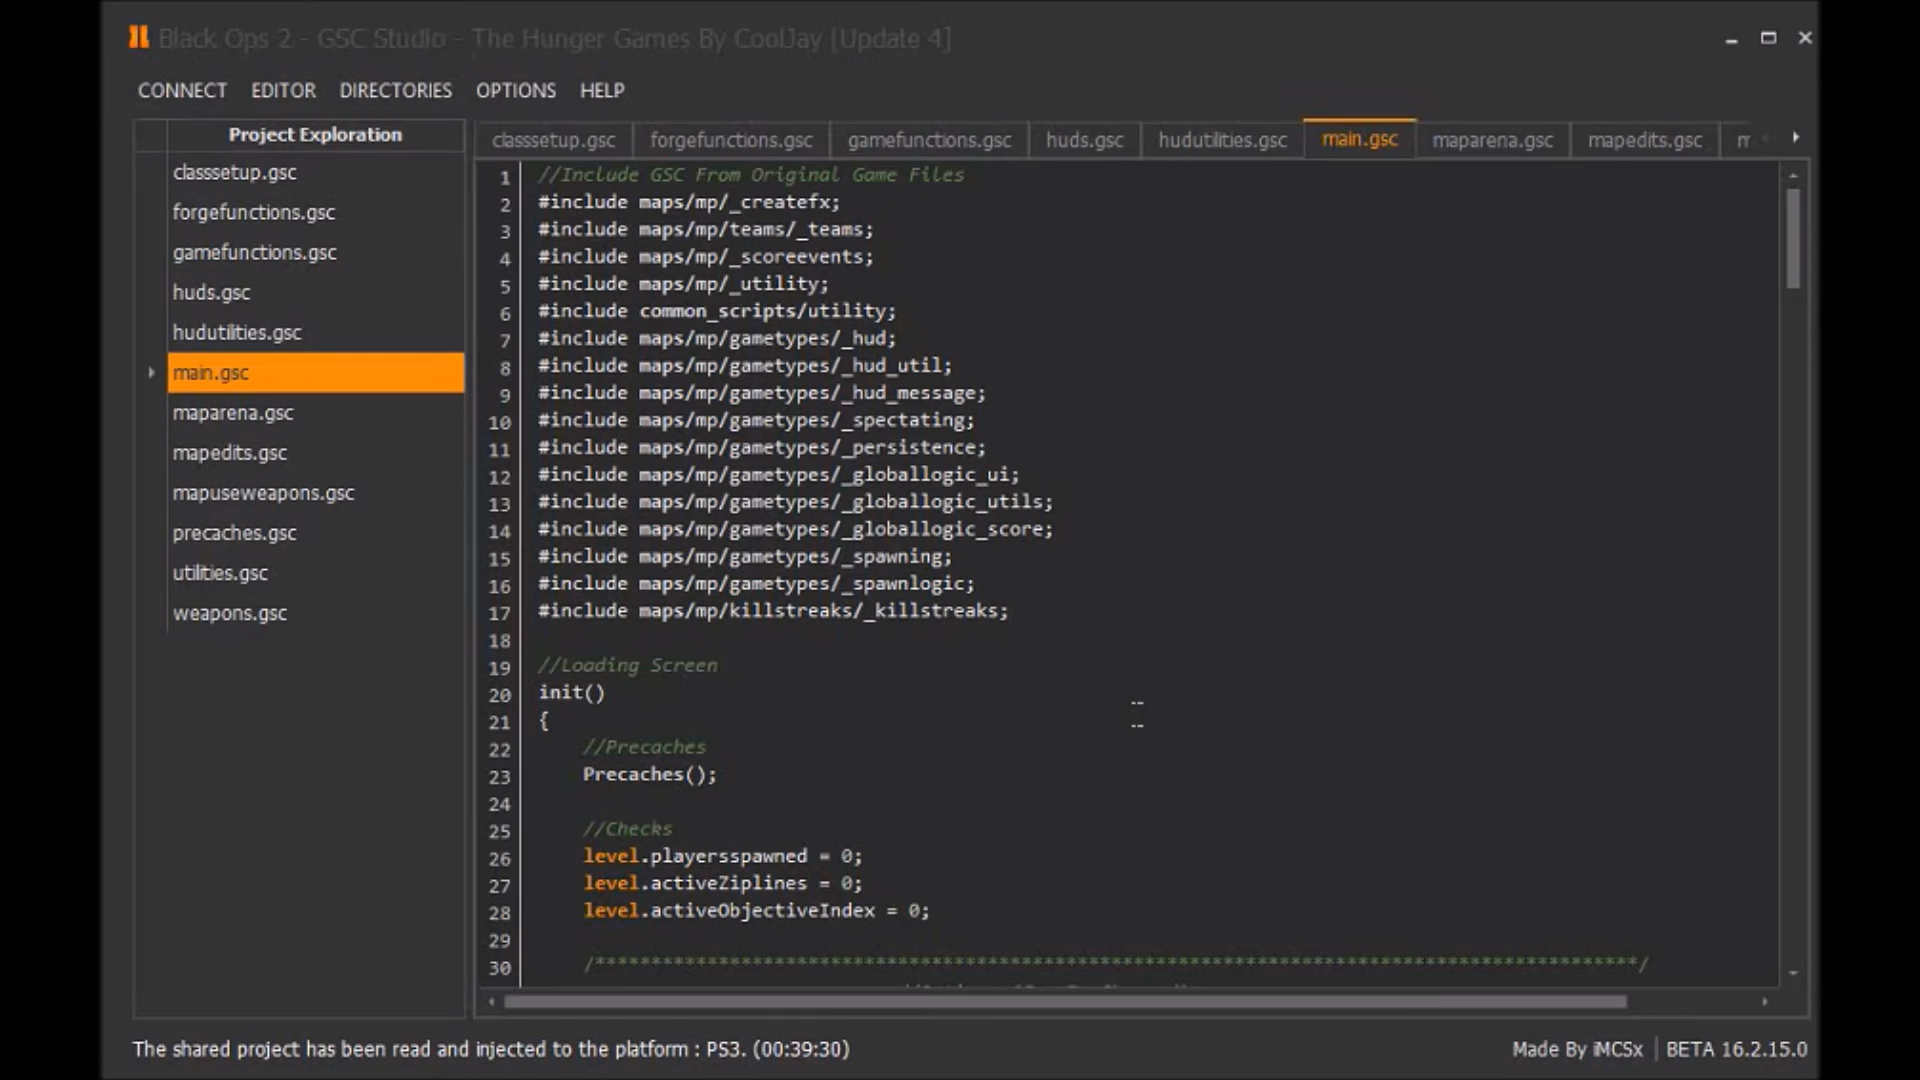 Black Ops 2 - GSC Studio - The Hunger Games By CoolJay [Update 4]
CONNECT EDITOR DIRECTORIES OPTIONS HELP
Project Exploration
classsetup.gsc
forgefunctions.gsc
gamefunctions.gsc
huds.gsc
hudutilities.gsc
main.gsc
maparena.gsc
mapedits.gsc
mapuseweapons.gsc
precaches.gsc
utilities.gsc
weapons.gsc
classsetup.gsc forgefunctions.gsc gamefunctions.gsc huds.gsc hudutilities.gsc main.gsc maparena.gsc mapedits.gsc
1 //Include GSC From Original Game Files
2 #include maps/mp/_createfx;
3 #include maps/mp/teams/_teams;
4 #include maps/mp/_scoreevents;
5 #include maps/mp/_utility;
6 #include common_scripts/utility;
7 #include maps/mp/gametypes/_hud;
8 #include maps/mp/gametypes/_hud_util;
9 #include maps/mp/gametypes/_hud_message;
10 #include maps/mp/gametypes/_spectating;
11 #include maps/mp/gametypes/_persistence;
12 #include maps/mp/gametypes/_globallogic_ui;
13 #include maps/mp/gametypes/_globallogic_utils;
14 #include maps/mp/gametypes/_globallogic_score;
15 #include maps/mp/gametypes/_spawning;
16 #include maps/mp/gametypes/_spawnlogic;
17 #include maps/mp/killstreaks/_killstreaks;
18
19 //Loading Screen
20 init()
21 {
22 //Precaches
23 Precaches();
24
25 //Checks
26 level.playersspawned = 0;
27 level.activeZiplines = 0;
28 level.activeObjectiveIndex = 0;
29
30 /*********************************************************************************************/
The shared project has been read and injected to the platform : PS3. (00:39:30)
Made By iMCSx | BETA 16.2.15.0